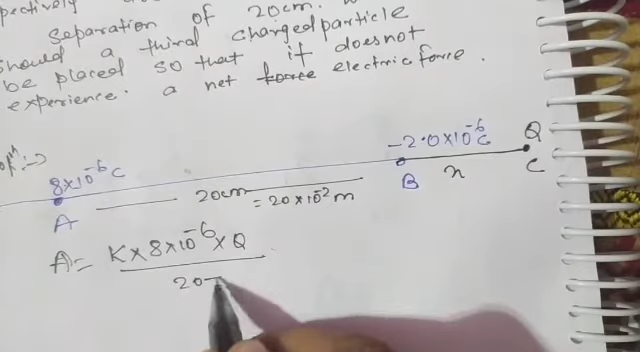 separation of 20cm.
should a third charged particle
be placed so that it does not
experience a net force electric force.
8×10⁻⁶C
-2.0×10⁻⁶C
Q
A
20cm
= 20×10⁻²m
B
x
C
A = K×8×10⁻⁶×Q
20